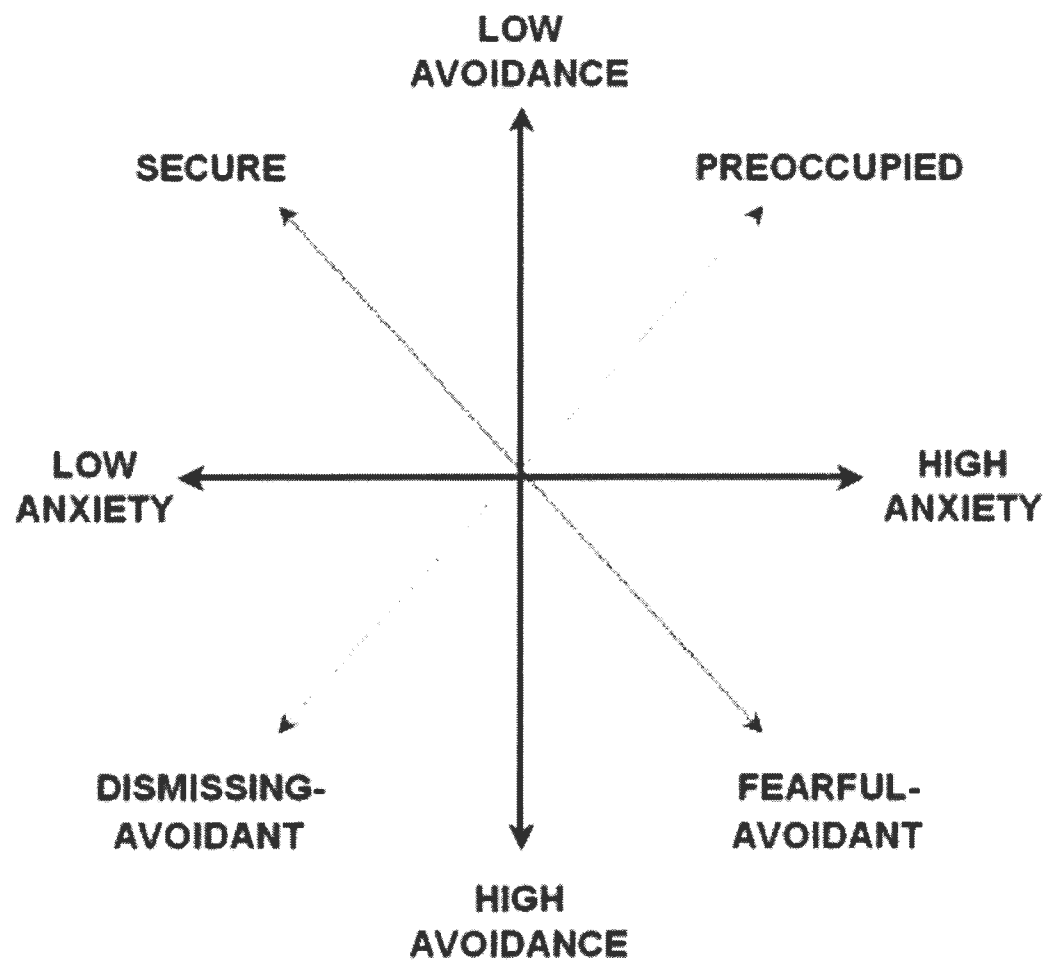 LOW
AVOIDANCE
SECURE
PREOCCUPIED
LOW
ANXIETY
HIGH
ANXIETY
DISMISSING-
AVOIDANT
FEARFUL-
AVOIDANT
HIGH
AVOIDANCE